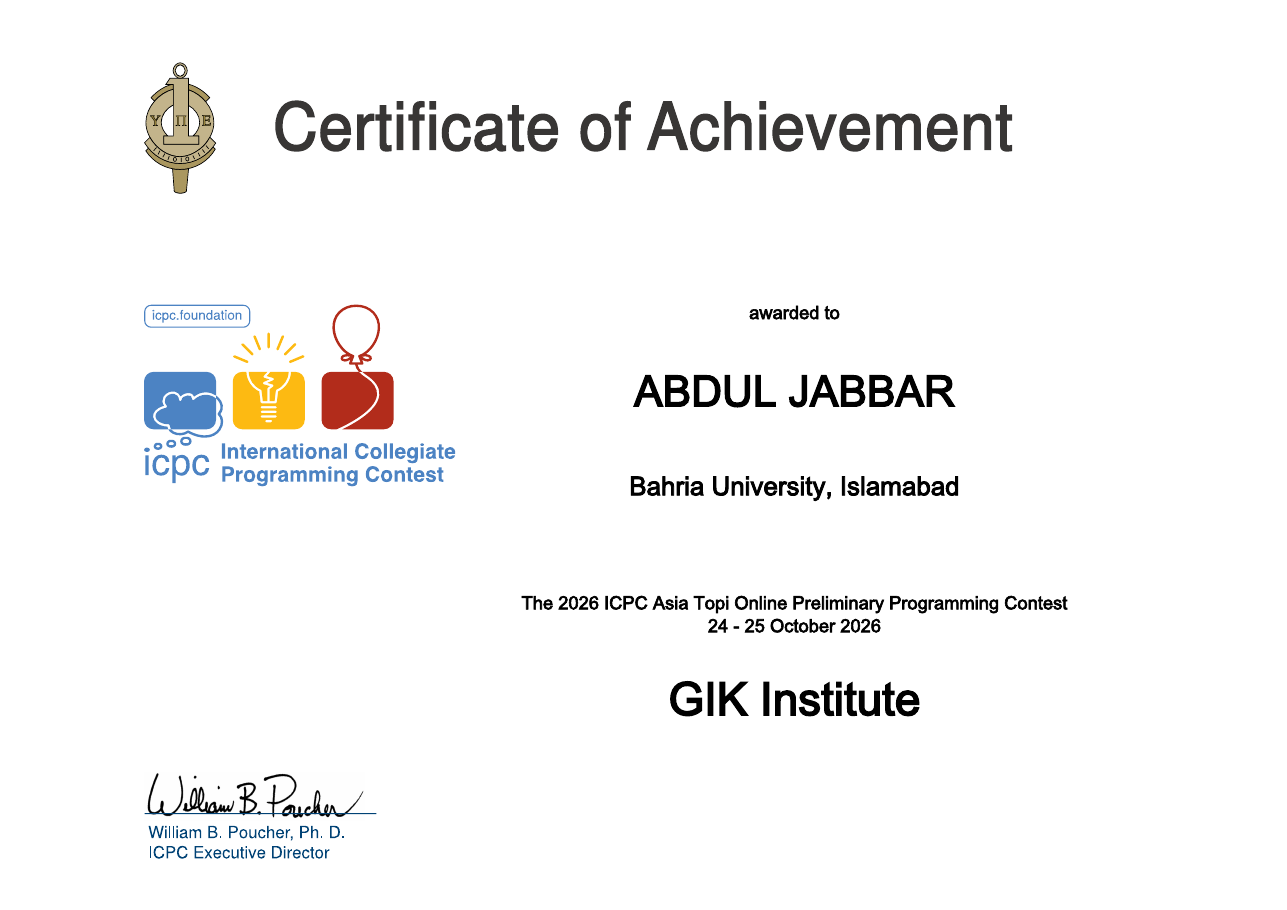 Certificate of Achievement
Υ Π Ε
icpc.foundation
icpc International Collegiate
Programming Contest
awarded to
ABDUL JABBAR
Bahria University, Islamabad
The 2026 ICPC Asia Topi Online Preliminary Programming Contest
24 - 25 October 2026
GIK Institute
William B. Poucher
William B. Poucher, Ph. D.
ICPC Executive Director